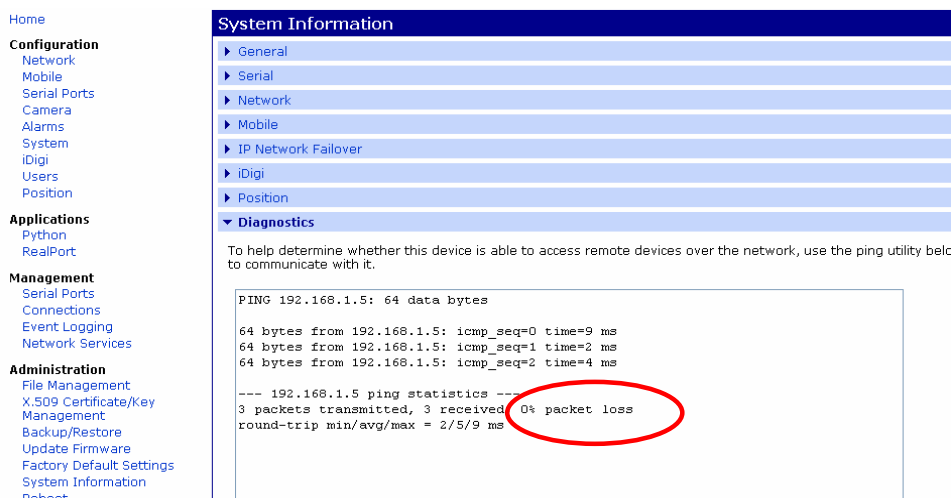 Home
Configuration
Network
Mobile
Serial Ports
Camera
Alarms
System
iDigi
Users
Position
Applications
Python
RealPort
Management
Serial Ports
Connections
Event Logging
Network Services
Administration
File Management
X.509 Certificate/Key
Management
Backup/Restore
Update Firmware
Factory Default Settings
System Information
Reboot
System Information
General
Serial
Network
Mobile
IP Network Failover
iDigi
Position
Diagnostics
To help determine whether this device is able to access remote devices over the network, use the ping utility belo
to communicate with it.
PING 192.168.1.5: 64 data bytes
64 bytes from 192.168.1.5: icmp_seq=0 time=9 ms
64 bytes from 192.168.1.5: icmp_seq=1 time=2 ms
64 bytes from 192.168.1.5: icmp_seq=2 time=4 ms
--- 192.168.1.5 ping statistics ---
3 packets transmitted, 3 received, 0% packet loss
round-trip min/avg/max = 2/5/9 ms